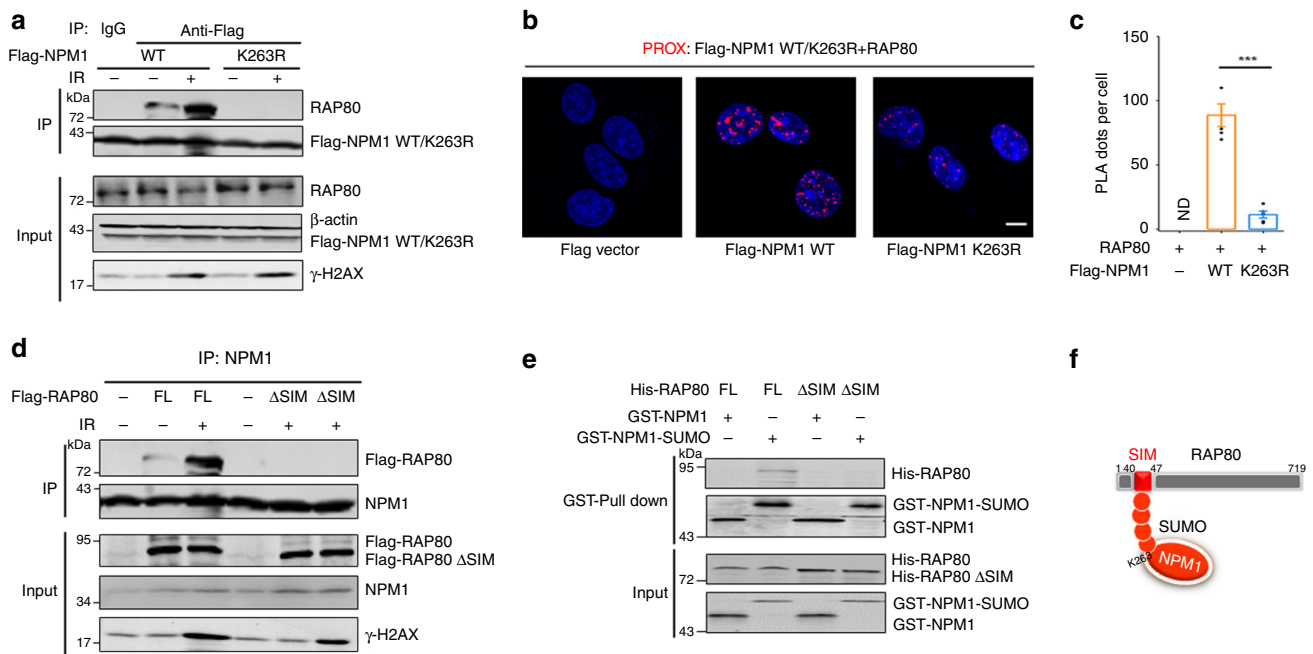 a
IP: IgG Anti-Flag
Flag-NPM1 WT K263R
IR – – + – +
kDa
IP
72
RAP80
43
Flag-NPM1 WT/K263R
Input
RAP80
72
β-actin
43
Flag-NPM1 WT/K263R
γ-H2AX
17
b
PROX: Flag-NPM1 WT/K263R+RAP80
Flag vector Flag-NPM1 WT Flag-NPM1 K263R
c
PLA dots per cell
150
100
50
0
***
ND
RAP80 + + +
Flag-NPM1 – WT K263R
d
IP: NPM1
Flag-RAP80 – FL FL – ΔSIM ΔSIM
IR – – + – + +
kDa
IP
Flag-RAP80
72
43
NPM1
Input
95
Flag-RAP80
Flag-RAP80 ΔSIM
NPM1
34
γ-H2AX
17
e
His-RAP80 FL FL ΔSIM ΔSIM
GST-NPM1 + – + –
GST-NPM1-SUMO – + – +
kDa
GST-Pull down
95
His-RAP80
GST-NPM1-SUMO
GST-NPM1
43
Input
His-RAP80
72
His-RAP80 ΔSIM
GST-NPM1-SUMO
GST-NPM1
43
f
SIM RAP80
1 40 47 719
SUMO
K263
NPM1